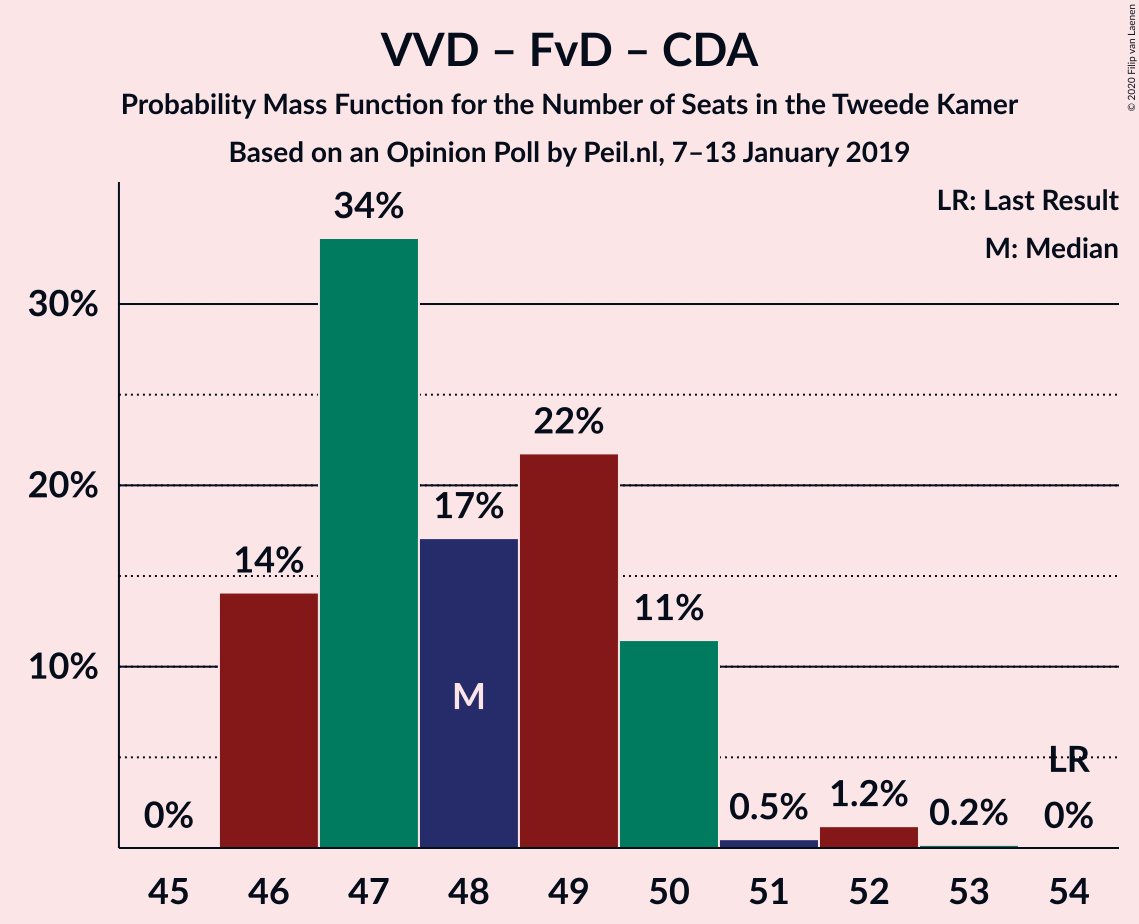 VVD – FvD – CDA
Probability Mass Function for the Number of Seats in the Tweede Kamer
Based on an Opinion Poll by Peil.nl, 7–13 January 2019
© 2020 Filip van Laenen
LR: Last Result
M: Median
30%
20%
10%
0%
14%
34%
17%
22%
11%
0.5%
1.2%
0.2%
0%
M
LR
45 46 47 48 49 50 51 52 53 54